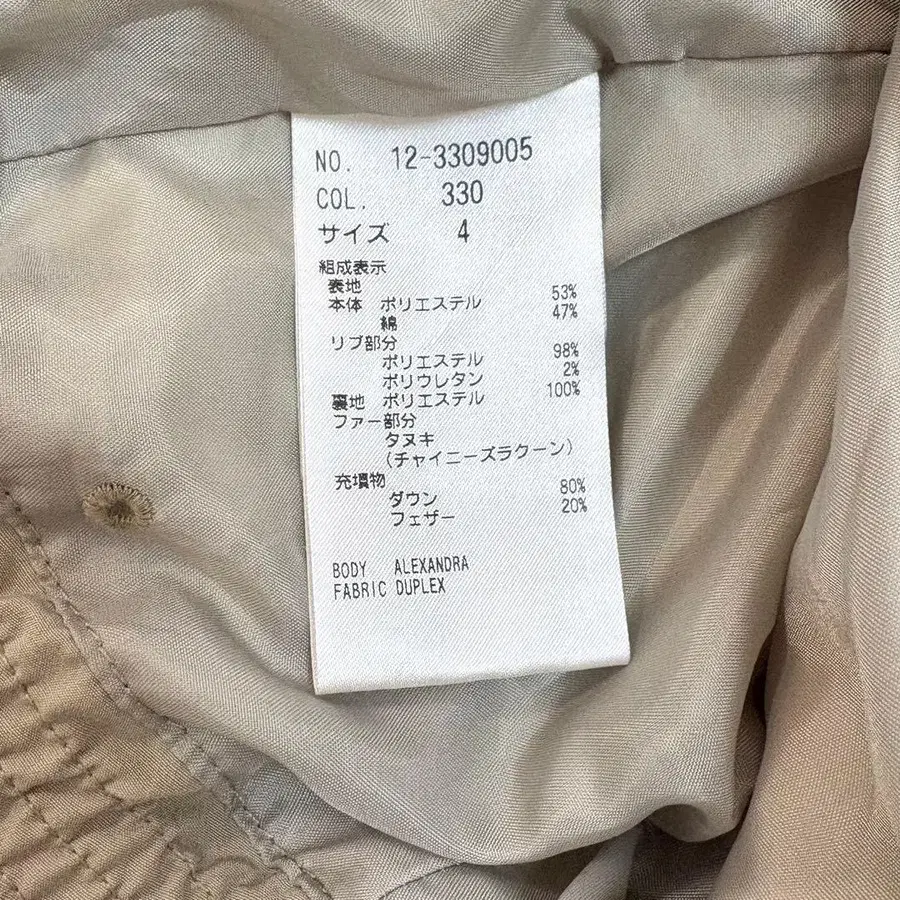 NO. 12-3309005
COL. 330
サイズ 4
組成表示
表地
本体 ポリエステル 53%
綿 47%
リブ部分
ポリエステル 98%
ポリウレタン 2%
裏地 ポリエステル 100%
ファー部分
タヌキ
(チャイニーズラクーン)
充填物
ダウン 80%
フェザー 20%
BODY ALEXANDRA
FABRIC DUPLEX